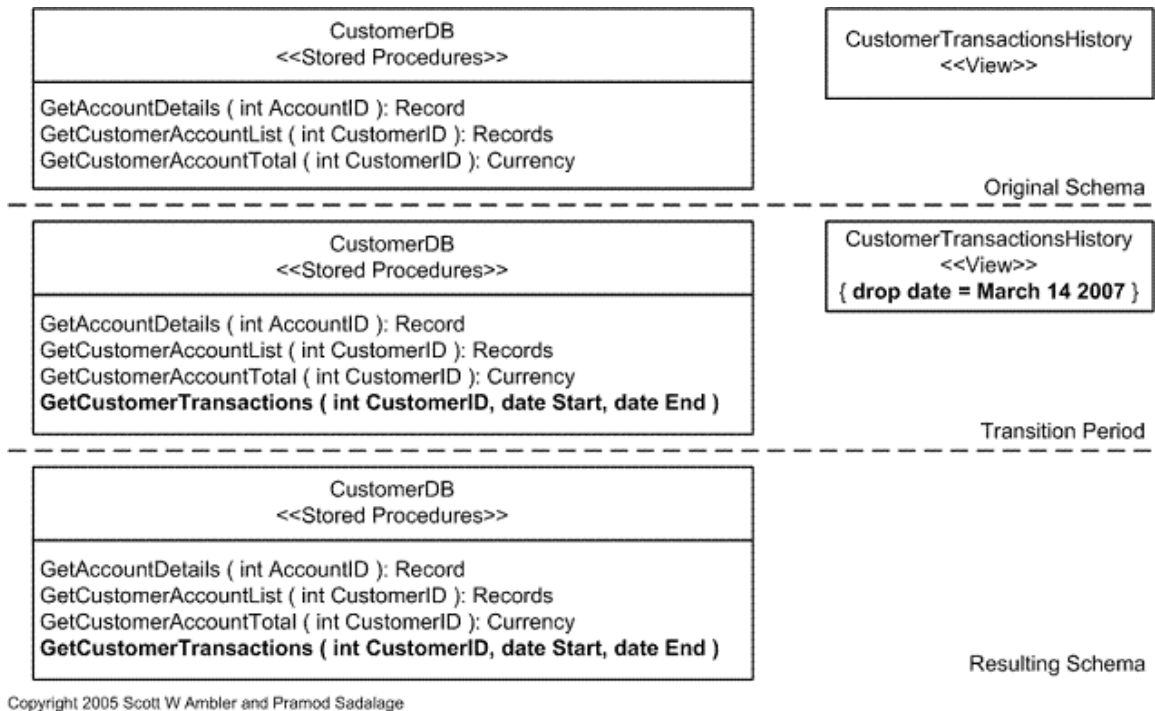 CustomerDB
<<Stored Procedures>>
GetAccountDetails ( int AccountID ): Record
GetCustomerAccountList ( int CustomerID ): Records
GetCustomerAccountTotal ( int CustomerID ): Currency
CustomerTransactionsHistory
<<View>>
Original Schema
CustomerDB
<<Stored Procedures>>
GetAccountDetails ( int AccountID ): Record
GetCustomerAccountList ( int CustomerID ): Records
GetCustomerAccountTotal ( int CustomerID ): Currency
GetCustomerTransactions ( int CustomerID, date Start, date End )
CustomerTransactionsHistory
<<View>>
{ drop date = March 14 2007 }
Transition Period
CustomerDB
<<Stored Procedures>>
GetAccountDetails ( int AccountID ): Record
GetCustomerAccountList ( int CustomerID ): Records
GetCustomerAccountTotal ( int CustomerID ): Currency
GetCustomerTransactions ( int CustomerID, date Start, date End )
Resulting Schema
Copyright 2005 Scott W Ambler and Pramod Sadalage